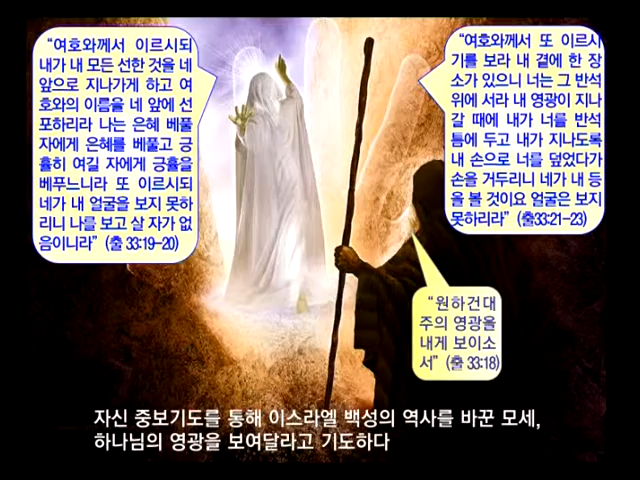 “여호와께서 이르시되
내가 내 모든 선한 것을 네
앞으로 지나가게 하고 여
호와의 이름을 네 앞에 선
포하리라 나는 은혜 베풀
자에게 은혜를 베풀고 긍
휼히 여길 자에게 긍휼을
베푸느니라 또 이르시되
네가 내 얼굴을 보지 못하
리니 나를 보고 살 자가 없
음이니라” (출 33:19-20)
“여호와께서 또 이르시
기를 보라 내 곁에 한 장
소가 있으니 너는 그 반석
위에 서라 내 영광이 지나
갈 때에 내가 너를 반석
틈에 두고 내가 지나도록
내 손으로 너를 덮었다가
손을 거두리니 네가 내 등
을 볼 것이요 얼굴은 보지
못하리라” (출33:21-23)
“원하건대
주의 영광을
내게 보이소
서” (출 33:18)
자신 중보기도를 통해 이스라엘 백성의 역사를 바꾼 모세,
하나님의 영광을 보여달라고 기도하다